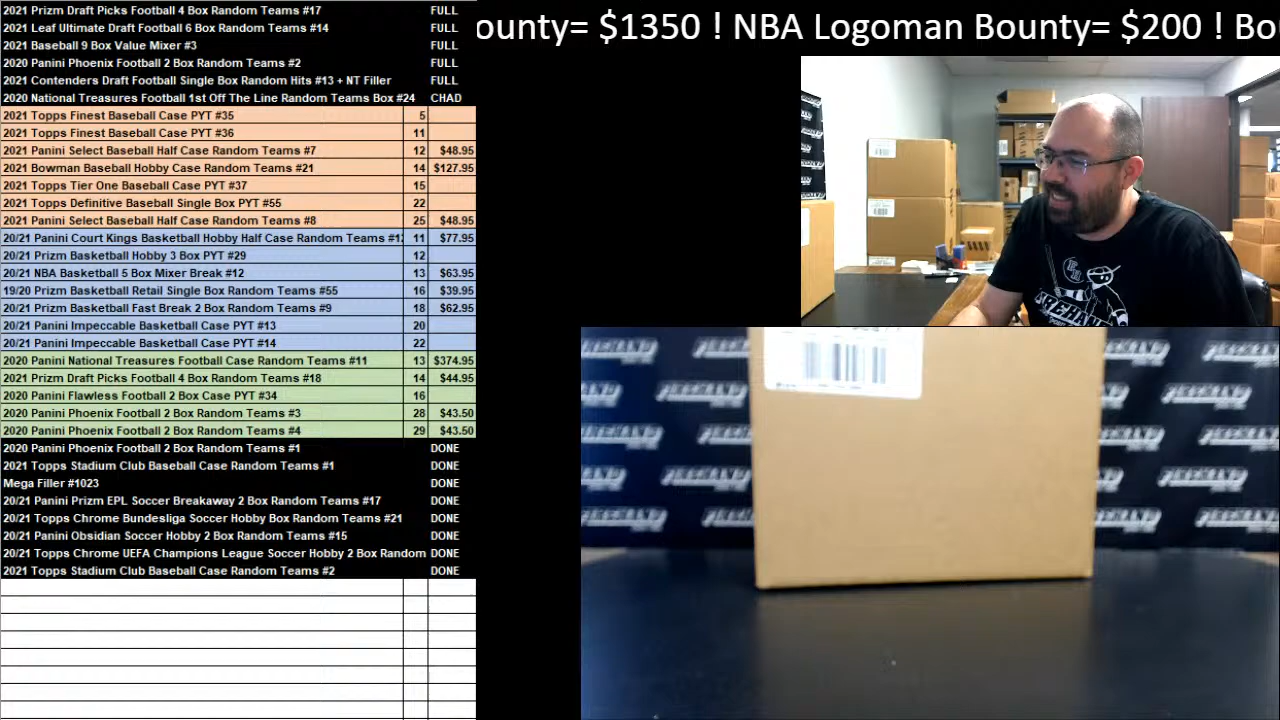 ounty= $1350 ! NBA Logoman Bounty= $200 ! Bo
2021 Prizm Draft Picks Football 4 Box Random Teams #17 FULL
2021 Leaf Ultimate Draft Football 6 Box Random Teams #14 FULL
2021 Baseball 9 Box Value Mixer #3 FULL
2020 Panini Phoenix Football 2 Box Random Teams #2 FULL
2021 Contenders Draft Football Single Box Random Hits #13 + NT Filler FULL
2020 National Treasures Football 1st Off The Line Random Teams Box #24 CHAD
2021 Topps Finest Baseball Case PYT #35 5
2021 Topps Finest Baseball Case PYT #36 11
2021 Panini Select Baseball Half Case Random Teams #7 12 $48.95
2021 Bowman Baseball Hobby Case Random Teams #21 14 $127.95
2021 Topps Tier One Baseball Case PYT #37 15
2021 Topps Definitive Baseball Single Box PYT #55 22
2021 Panini Select Baseball Half Case Random Teams #8 25 $48.95
20/21 Panini Court Kings Basketball Hobby Half Case Random Teams 11 $77.95
20/21 Prizm Basketball Hobby 3 Box PYT #29 12
20/21 NBA Basketball 5 Box Mixer Break #12 13 $63.95
19/20 Prizm Basketball Retail Single Box Random Teams #55 16 $39.95
20/21 Prizm Basketball Fast Break 2 Box Random Teams #9 18 $62.95
20/21 Panini Impeccable Basketball Case PYT #13 20
20/21 Panini Impeccable Basketball Case PYT #14 22
2020 Panini National Treasures Football Case Random Teams #11 13 $374.95
2021 Prizm Draft Picks Football 4 Box Random Teams #18 14 $44.95
2020 Panini Flawless Football 2 Box Case PYT #34 16
2020 Panini Phoenix Football 2 Box Random Teams #3 28 $43.50
2020 Panini Phoenix Football 2 Box Random Teams #4 29 $43.50
2020 Panini Phoenix Football 2 Box Random Teams #1 DONE
2021 Topps Stadium Club Baseball Case Random Teams #1 DONE
Mega Filler #1023 DONE
20/21 Panini Prizm EPL Soccer Breakaway 2 Box Random Teams #17 DONE
20/21 Topps Chrome Bundesliga Soccer Hobby Box Random Teams #21 DONE
20/21 Panini Obsidian Soccer Hobby 2 Box Random Teams #15 DONE
20/21 Topps Chrome UEFA Champions League Soccer Hobby 2 Box Random DONE
2021 Topps Stadium Club Baseball Case Random Teams #2 DONE